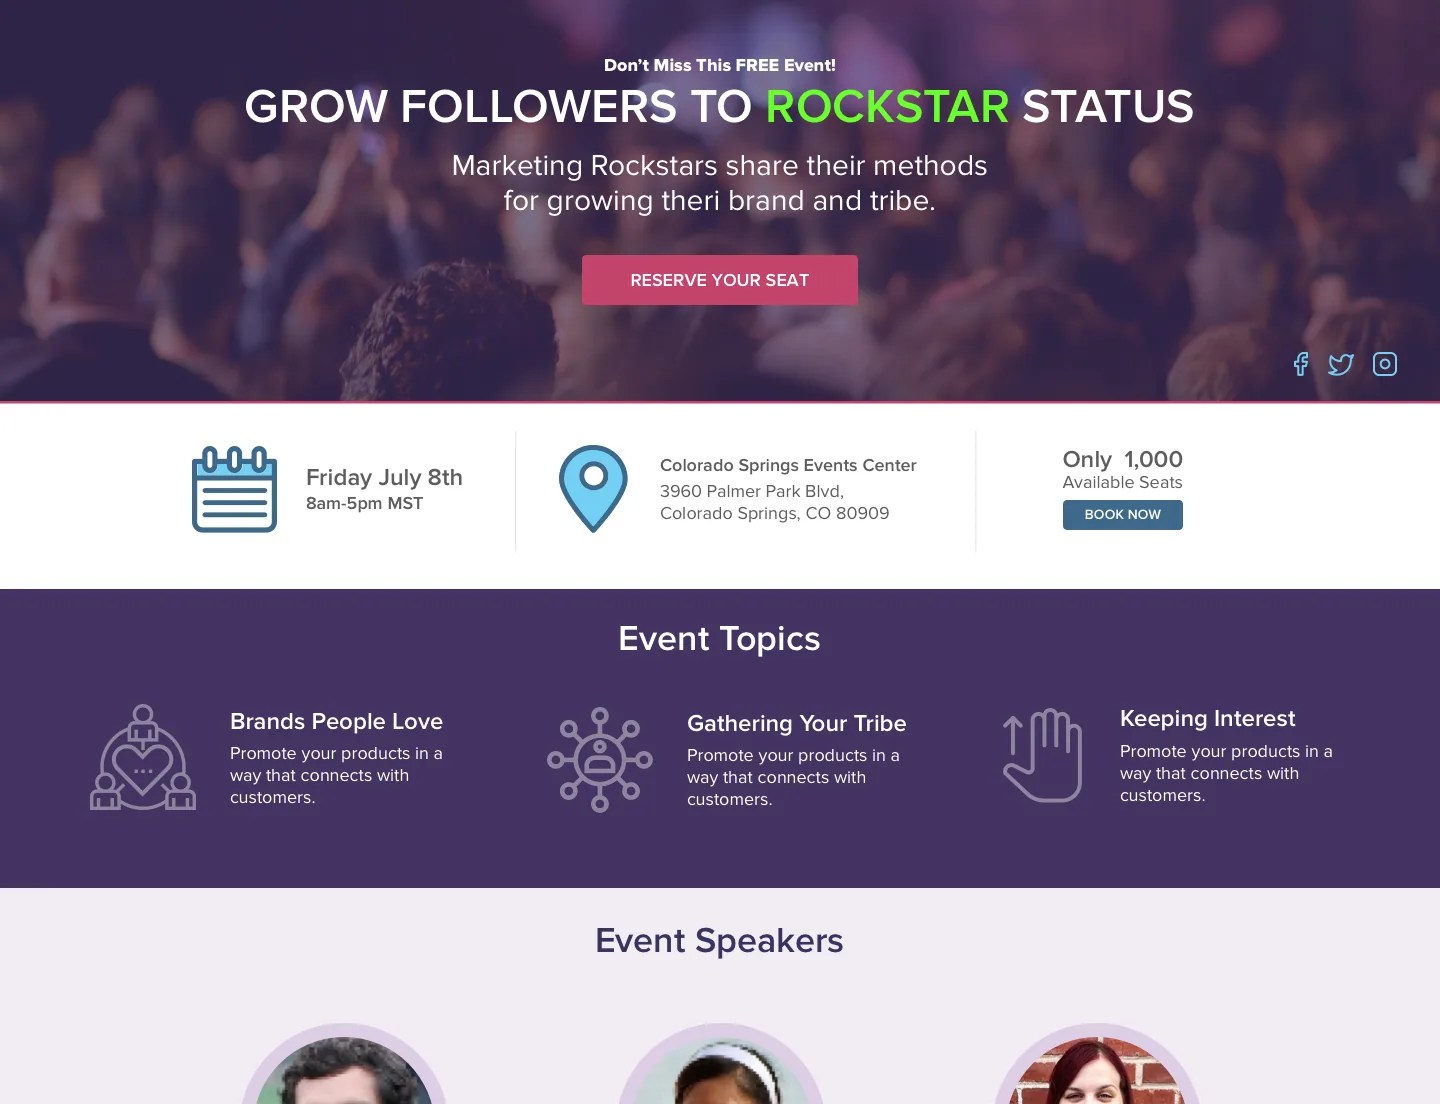 Don't Miss This FREE Event!
GROW FOLLOWERS TO ROCKSTAR STATUS
Marketing Rockstars share their methods
for growing theri brand and tribe.
RESERVE YOUR SEAT
Friday July 8th
8am-5pm MST
Colorado Springs Events Center
3960 Palmer Park Blvd,
Colorado Springs, CO 80909
Only 1,000
Available Seats
BOOK NOW
Event Topics
Brands People Love
Promote your products in a
way that connects with
customers.
Gathering Your Tribe
Promote your products in a
way that connects with
customers.
Keeping Interest
Promote your products in a
way that connects with
customers.
Event Speakers